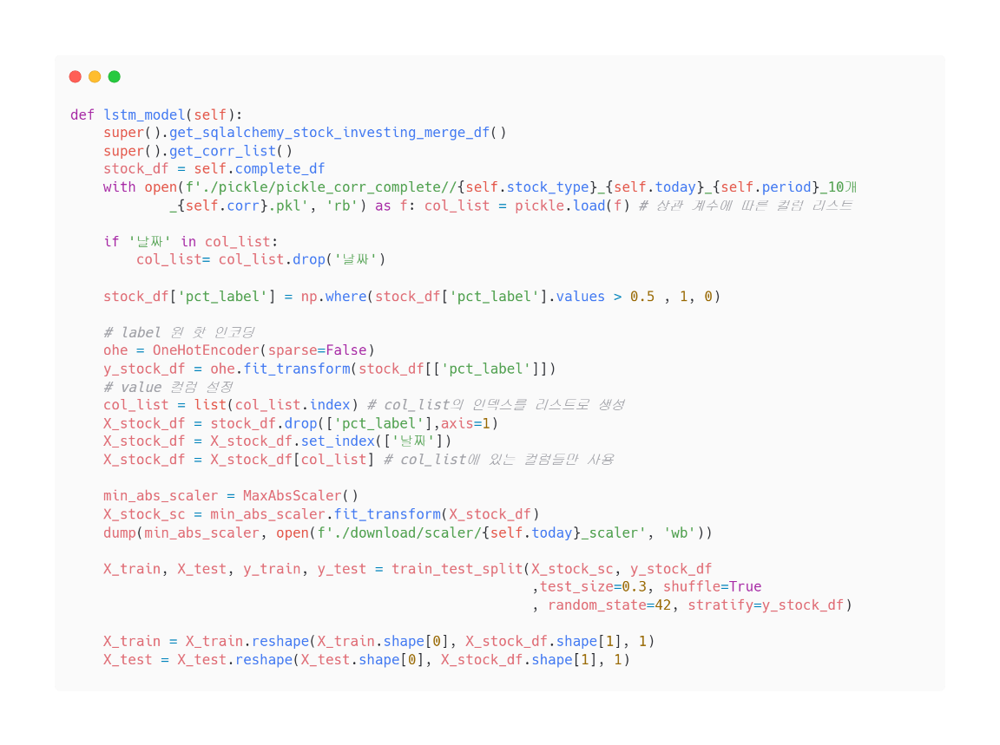 def lstm_model(self):
    super().get_sqlalchemy_stock_investing_merge_df()
    super().get_corr_list()
    stock_df = self.complete_df
    with open(f'./pickle/pickle_corr_complete//{self.stock_type}_{self.today}_{self.period}_10개
            _{self.corr}.pkl', 'rb') as f: col_list = pickle.load(f) # 상관 계수에 따른 컬럼 리스트
    if '날짜' in col_list:
        col_list= col_list.drop('날짜')
    stock_df['pct_label'] = np.where(stock_df['pct_label'].values > 0.5 , 1, 0)
    # label 원 핫 인코딩
    ohe = OneHotEncoder(sparse=False)
    y_stock_df = ohe.fit_transform(stock_df[['pct_label']])
    # value 컬럼 설정
    col_list = list(col_list.index) # col_list의 인덱스를 리스트로 생성
    X_stock_df = stock_df.drop(['pct_label'],axis=1)
    X_stock_df = X_stock_df.set_index(['날찌'])
    X_stock_df = X_stock_df[col_list] # col_list에 있는 컬럼들만 사용
    min_abs_scaler = MaxAbsScaler()
    X_stock_sc = min_abs_scaler.fit_transform(X_stock_df)
    dump(min_abs_scaler, open(f'./download/scaler/{self.today}_scaler', 'wb'))
    X_train, X_test, y_train, y_test = train_test_split(X_stock_sc, y_stock_df
                                                        ,test_size=0.3, shuffle=True
                                                        , random_state=42, stratify=y_stock_df)
    X_train = X_train.reshape(X_train.shape[0], X_stock_df.shape[1], 1)
    X_test = X_test.reshape(X_test.shape[0], X_stock_df.shape[1], 1)